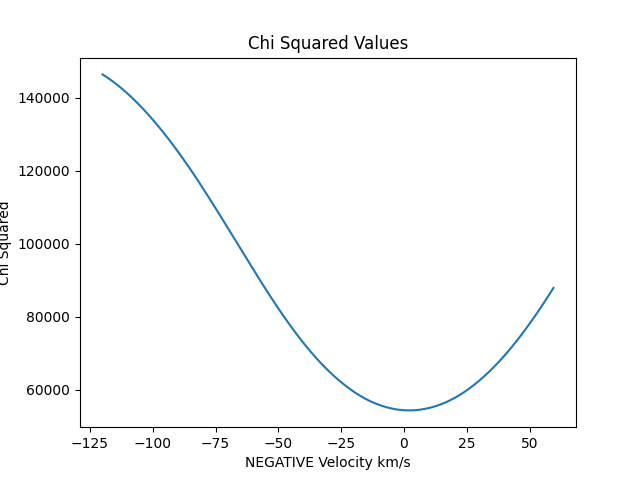 Chi Squared Values
140000
120000
100000
80000
60000
Chi Squared
−125 −100 −75 −50 −25 0 25 50
NEGATIVE Velocity km/s